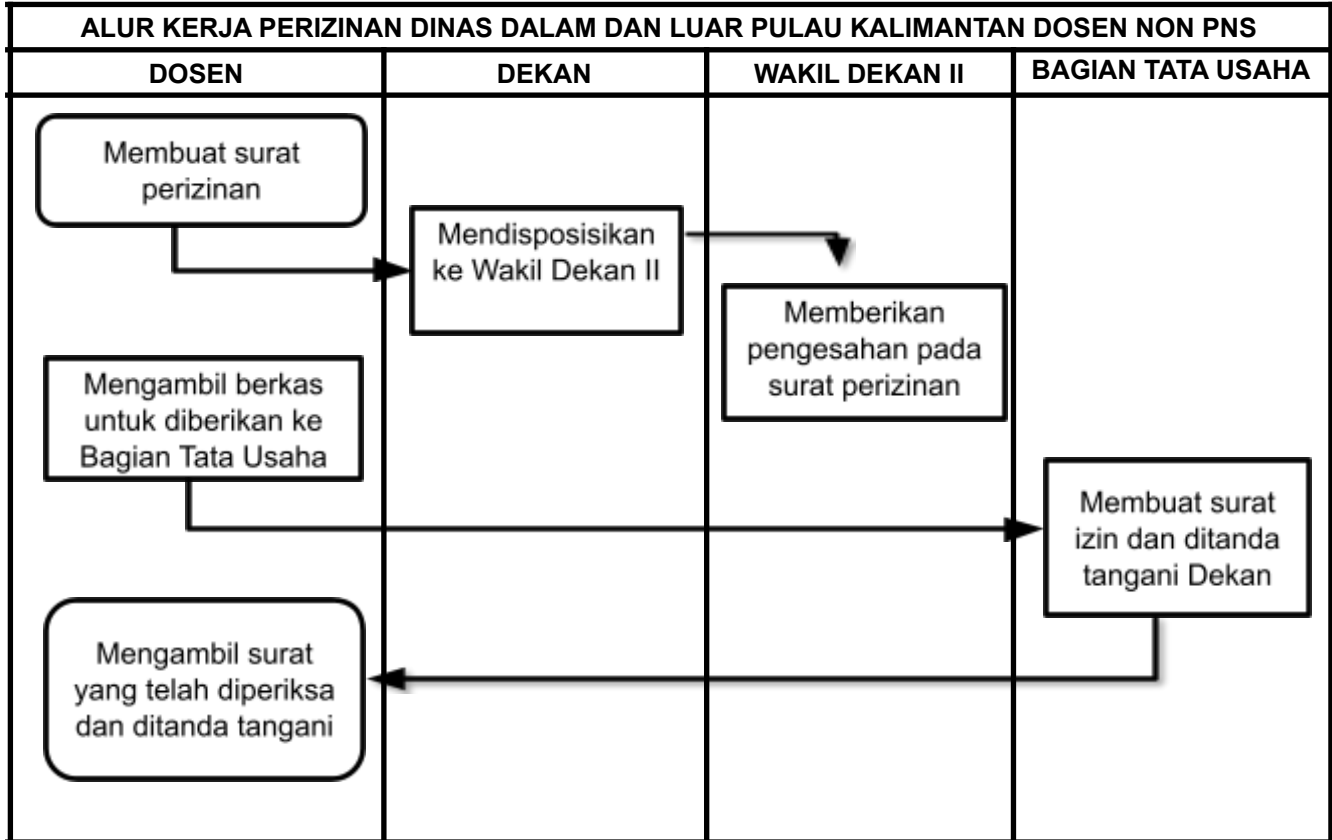 ALUR KERJA PERIZINAN DINAS DALAM DAN LUAR PULAU KALIMANTAN DOSEN NON PNS
DOSEN
DEKAN
WAKIL DEKAN II
BAGIAN TATA USAHA
Membuat surat
perizinan
Mendisposisikan
ke Wakil Dekan II
Memberikan
pengesahan pada
surat perizinan
Mengambil berkas
untuk diberikan ke
Bagian Tata Usaha
Membuat surat
izin dan ditanda
tangani Dekan
Mengambil surat
yang telah diperiksa
dan ditanda tangani